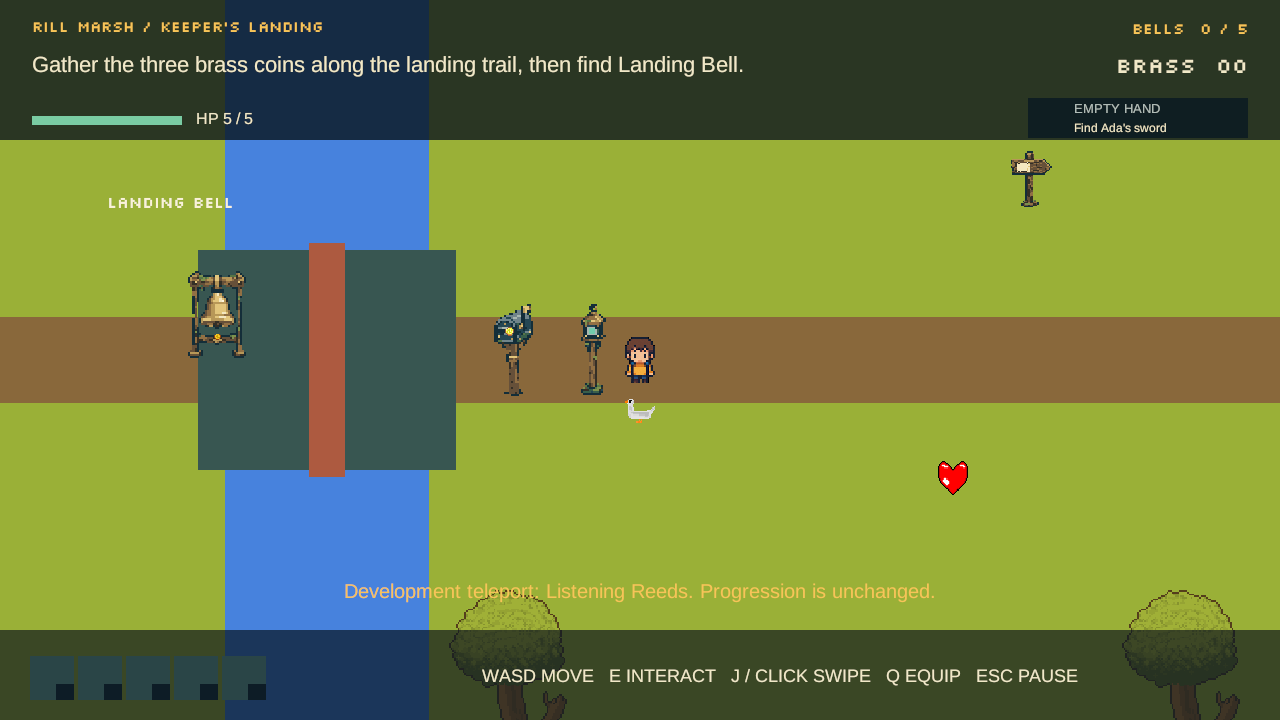 RILL MARSH / KEEPER'S LANDING
BELLS 0 / 5
Gather the three brass coins along the landing trail, then find Landing Bell.
BRASS 00
HP 5 / 5
EMPTY HAND
Find Ada's sword
LANDING BELL
Development teleport: Listening Reeds. Progression is unchanged.
WASD MOVE E INTERACT J / CLICK SWIPE Q EQUIP ESC PAUSE